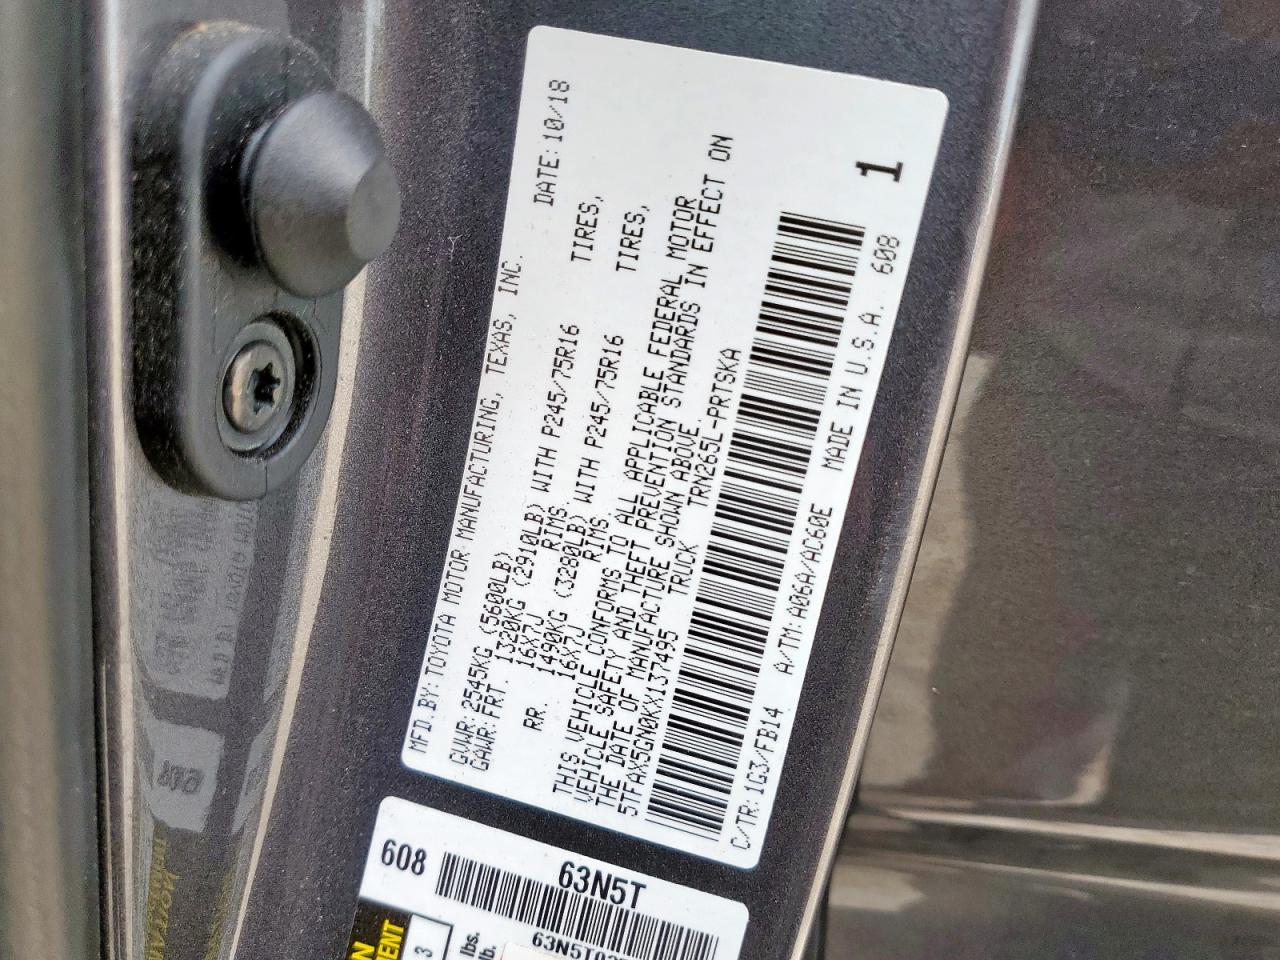 MFD.BY: TOYOTA MOTOR MANUFACTURING, TEXAS, INC. DATE: 10/18
GVWR: 2545KG (5600LB)
GAWR: FRT. 1320KG (2910LB) WITH P245/75R16 TIRES,
16X7J RIMS
RR. 1490KG (3280LB) WITH P245/75R16 TIRES,
16X7J RIMS.
THIS VEHICLE CONFORMS TO ALL APPLICABLE FEDERAL MOTOR
VEHICLE SAFETY AND THEFT PREVENTION STANDARDS IN EFFECT ON
THE DATE OF MANUFACTURE SHOWN ABOVE.
5TFAX5GN0KX137495 TRUCK TRN265L-PRTSKA
1
C/TR: 1G3/FB14 A/TM: A06A/AC60E MADE IN U.S.A. 608
608 63N5T
3
lbs.
lb.